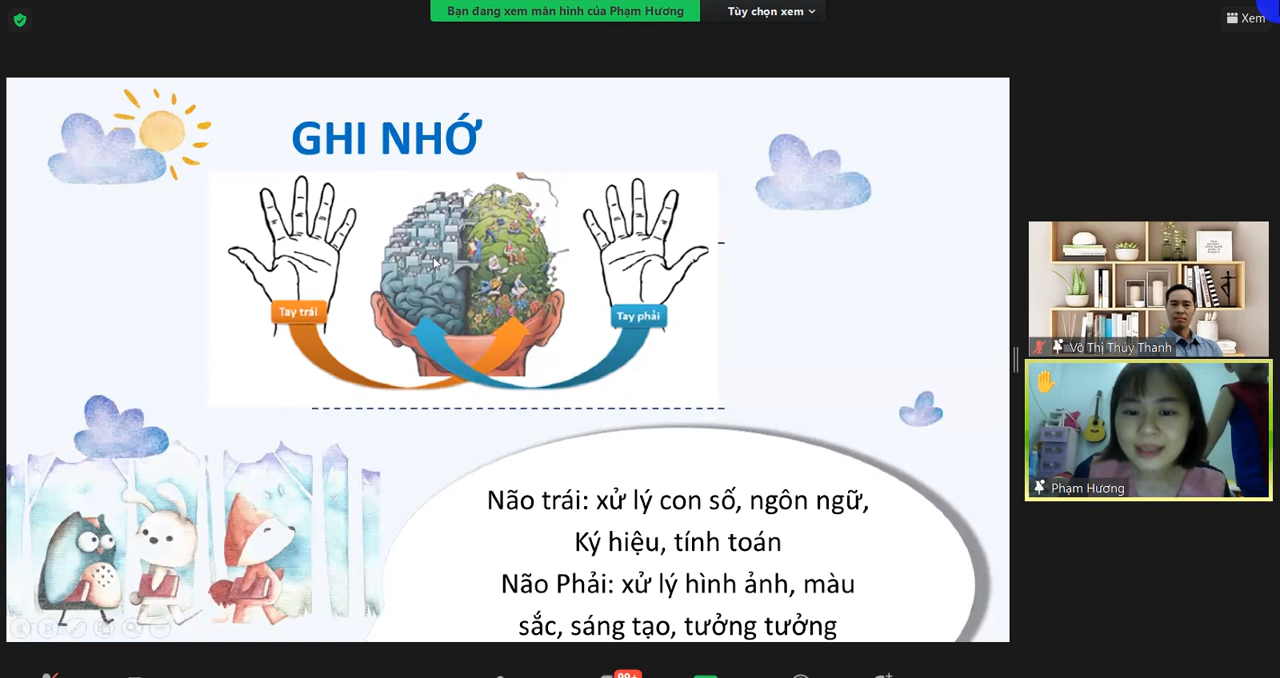 Bạn đang xem màn hình của Phạm Hương
Tùy chọn xem
Xem
GHI NHỚ
Tay trái
Tay phải
Não trái: xử lý con số, ngôn ngữ,
Ký hiệu, tính toán
Não Phải: xử lý hình ảnh, màu
sắc, sáng tạo, tưởng tưởng
Võ Thị Thúy Thanh
Phạm Hương
99+